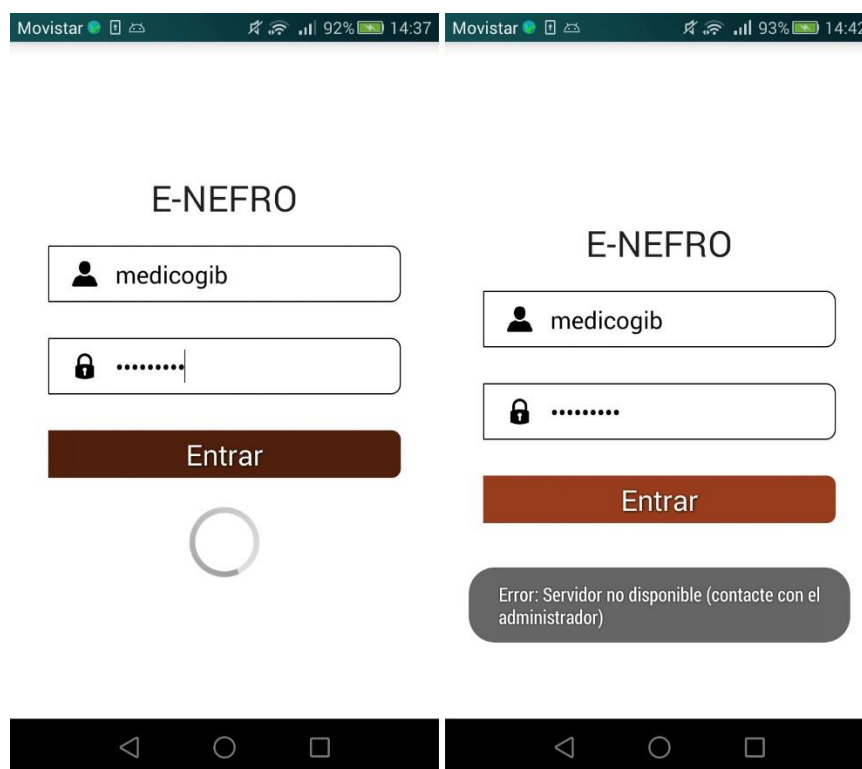 Movistar 92% 14:37
E-NEFRO
medicogib
•••••••••
Entrar
Movistar 93% 14:42
E-NEFRO
medicogib
•••••••••
Entrar
Error: Servidor no disponible (contacte con el
administrador)